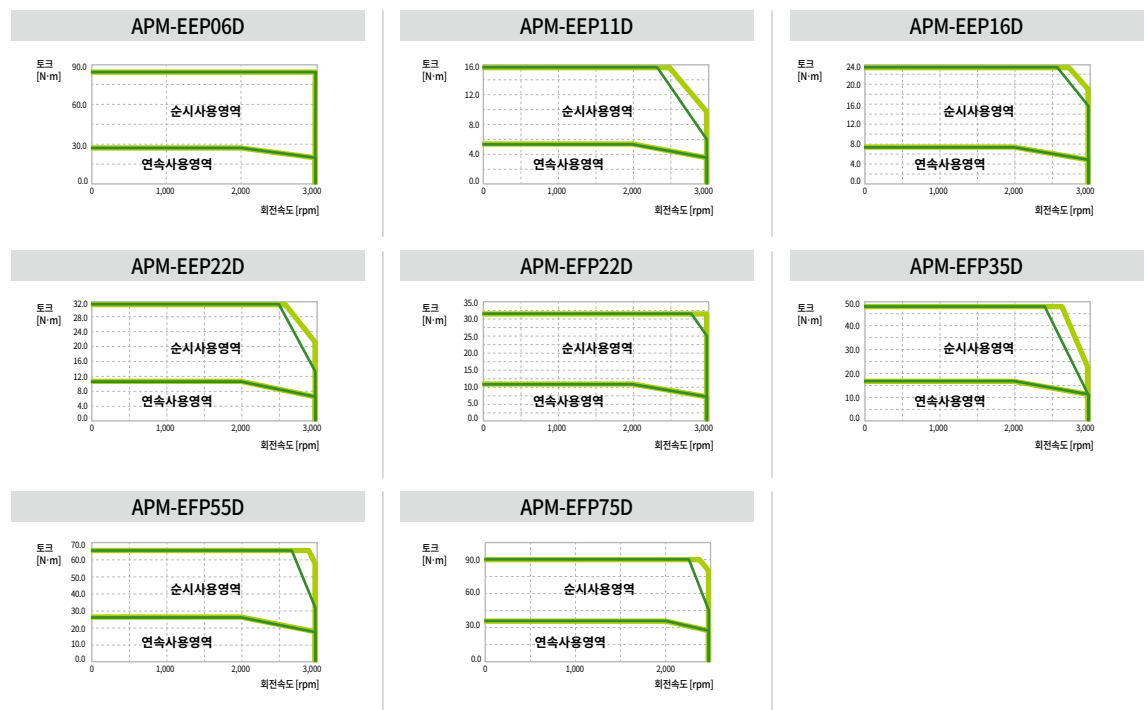 APM-EEP06D
토크
[N·m]
90.0
60.0
30.0
0.0
순시사용영역
연속사용영역
0 1,000 2,000 3,000
회전속도 [rpm]
APM-EEP11D
토크
[N·m]
16.0
12.0
8.0
4.0
0.0
순시사용영역
연속사용영역
0 1,000 2,000 3,000
회전속도 [rpm]
APM-EEP16D
토크
[N·m]
24.0
20.0
16.0
12.0
8.0
4.0
0.0
순시사용영역
연속사용영역
0 1,000 2,000 3,000
회전속도 [rpm]
APM-EEP22D
토크
[N·m]
32.0
28.0
24.0
20.0
16.0
12.0
8.0
4.0
0.0
순시사용영역
연속사용영역
0 1,000 2,000 3,000
회전속도 [rpm]
APM-EFP22D
토크
[N·m]
35.0
30.0
25.0
20.0
15.0
10.0
5.0
0.0
순시사용영역
연속사용영역
0 1,000 2,000 3,000
회전속도 [rpm]
APM-EFP35D
토크
[N·m]
50.0
40.0
30.0
20.0
10.0
0.0
순시사용영역
연속사용영역
0 1,000 2,000 3,000
회전속도 [rpm]
APM-EFP55D
토크
[N·m]
70.0
60.0
50.0
40.0
30.0
20.0
10.0
0.0
순시사용영역
연속사용영역
0 1,000 2,000 3,000
회전속도 [rpm]
APM-EFP75D
토크
[N·m]
90.0
60.0
30.0
0.0
순시사용영역
연속사용영역
0 1,000 2,000
회전속도 [rpm]